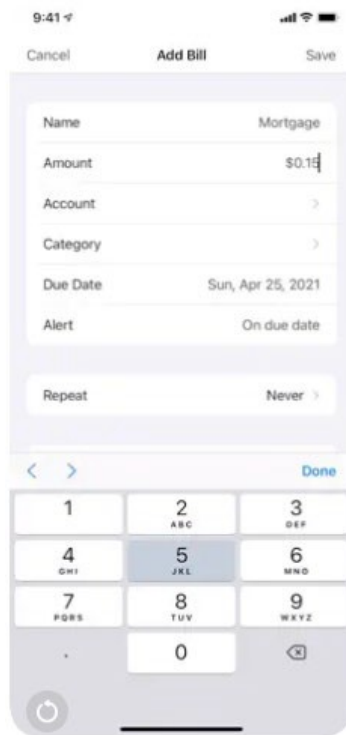 9:41
Cancel Add Bill Save
Name Mortgage
Amount $0.15
Account
Category
Due Date Sun, Apr 25, 2021
Alert On due date
Repeat Never
Done
1 2 3
ABC DEF
4 5 6
GHI JKL MNO
7 8 9
PQRS TUV WXYZ
. 0